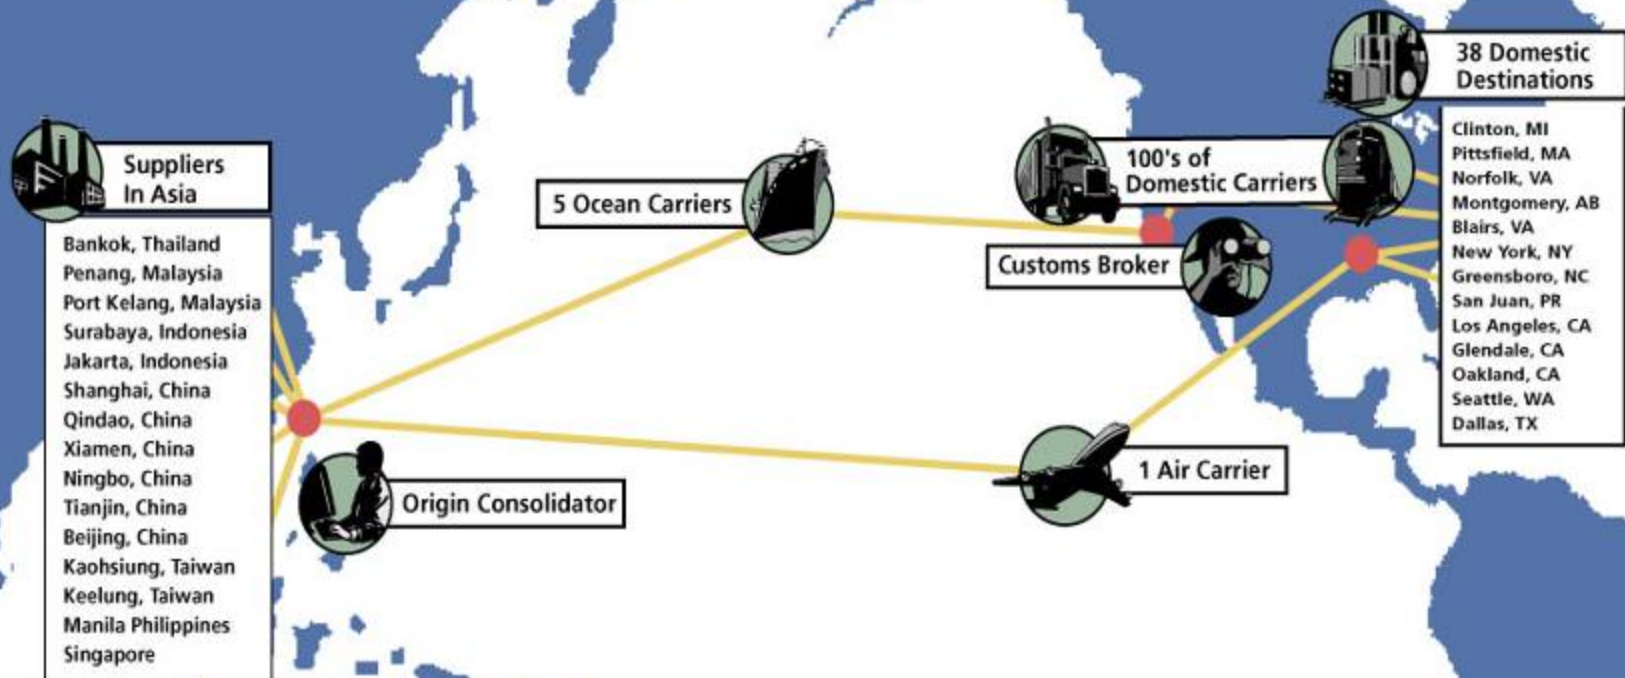 Suppliers
In Asia
Bankok, Thailand
Penang, Malaysia
Port Kelang, Malaysia
Surabaya, Indonesia
Jakarta, Indonesia
Shanghai, China
Qindao, China
Xiamen, China
Ningbo, China
Tianjin, China
Beijing, China
Kaohsiung, Taiwan
Keelung, Taiwan
Manila Philippines
Singapore
Origin Consolidator
5 Ocean Carriers
1 Air Carrier
100's of
Domestic Carriers
Customs Broker
38 Domestic
Destinations
Clinton, MI
Pittsfield, MA
Norfolk, VA
Montgomery, AB
Blairs, VA
New York, NY
Greensboro, NC
San Juan, PR
Los Angeles, CA
Glendale, CA
Oakland, CA
Seattle, WA
Dallas, TX